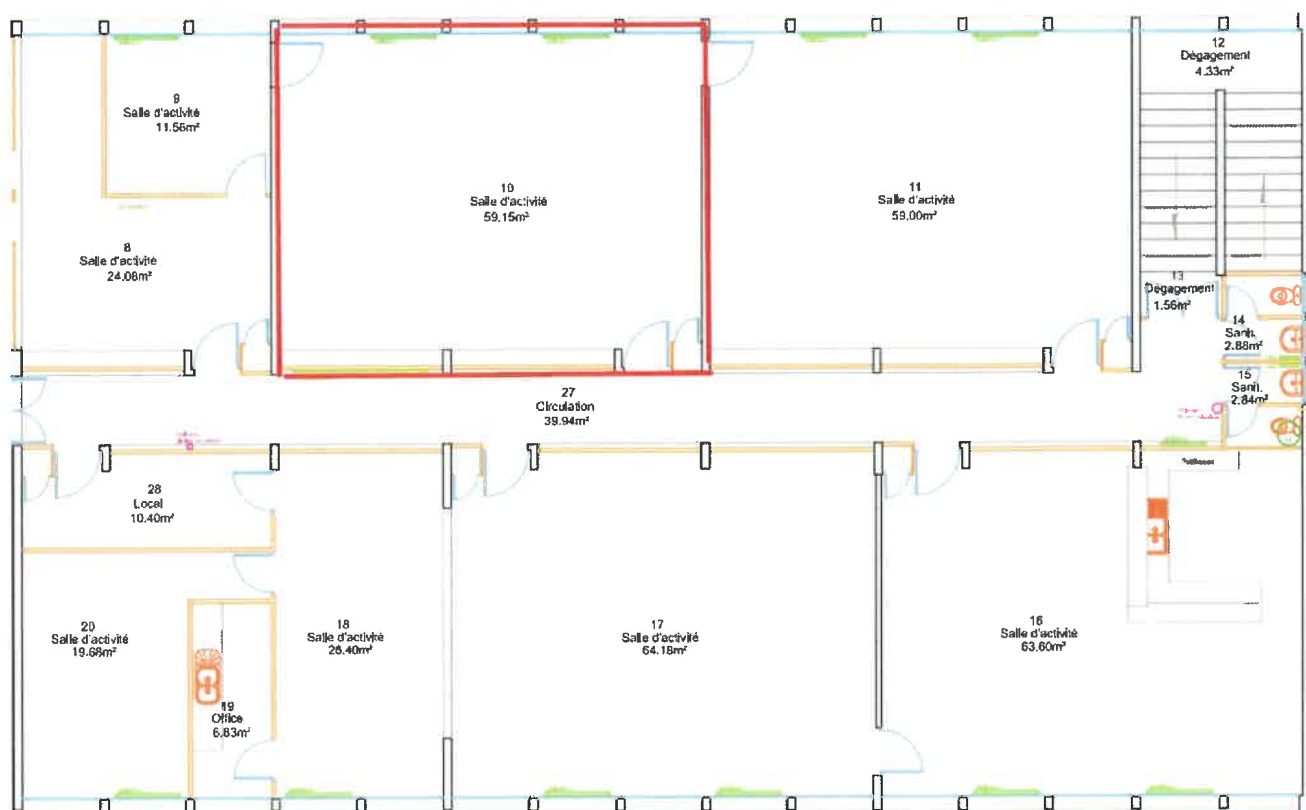 9
Salle d'activité
11.56m²
8
Salle d'activité
24.08m²
10
Salle d'activité
59.15m²
11
Salle d'activité
59.00m²
12
Dégagement
4.33m²
13
Dégagement
1.56m²
14
Sanit.
2.88m²
15
Sanit.
2.84m²
27
Circulation
39.94m²
28
Local
10.40m²
20
Salle d'activité
19.68m²
19
Office
6.83m²
18
Salle d'activité
26.40m²
17
Salle d'activité
64.18m²
16
Salle d'activité
63.60m²